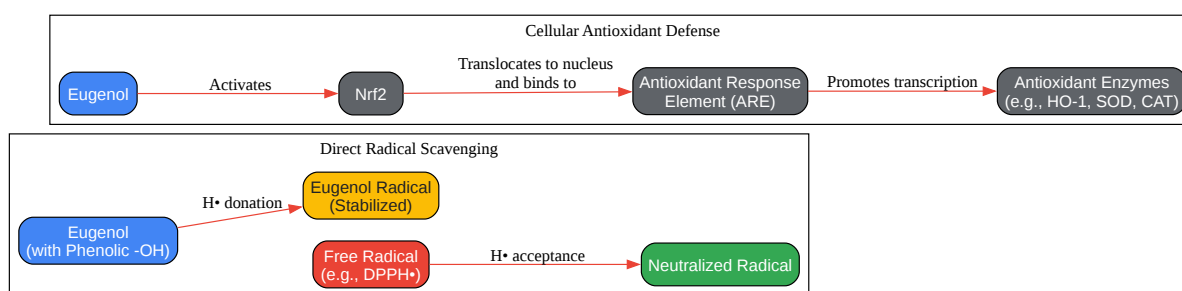 Cellular Antioxidant Defense
Eugenol
Activates
Nrf2
Translocates to nucleus
and binds to
Antioxidant Response
Element (ARE)
Promotes transcription
Antioxidant Enzymes
(e.g., HO-1, SOD, CAT)
Direct Radical Scavenging
Eugenol
(with Phenolic -OH)
H• donation
Eugenol Radical
(Stabilized)
Free Radical
(e.g., DPPH•)
H• acceptance
Neutralized Radical